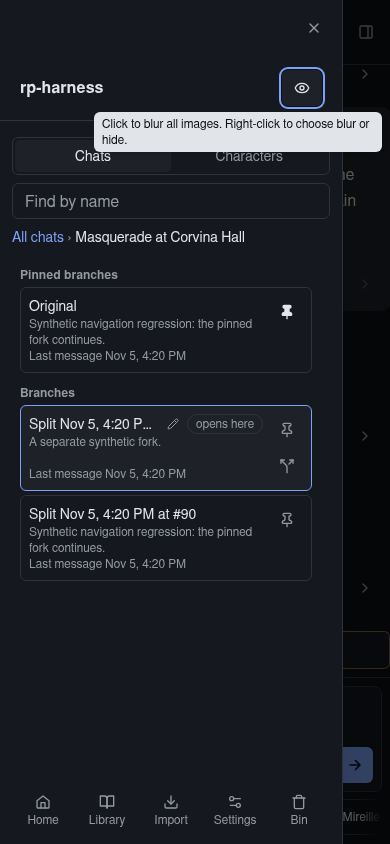 rp-harness
Click to blur all images. Right-click to choose blur or
hide.
Chats
Characters
Find by name
All chats › Masquerade at Corvina Hall
Pinned branches
Original
Synthetic navigation regression: the pinned
fork continues.
Last message Nov 5, 4:20 PM
Branches
Split Nov 5, 4:20 P... opens here
A separate synthetic fork.
Last message Nov 5, 4:20 PM
Split Nov 5, 4:20 PM at #90
Synthetic navigation regression: the pinned
fork continues.
Last message Nov 5, 4:20 PM
Mireille
Home
Library
Import
Settings
Bin